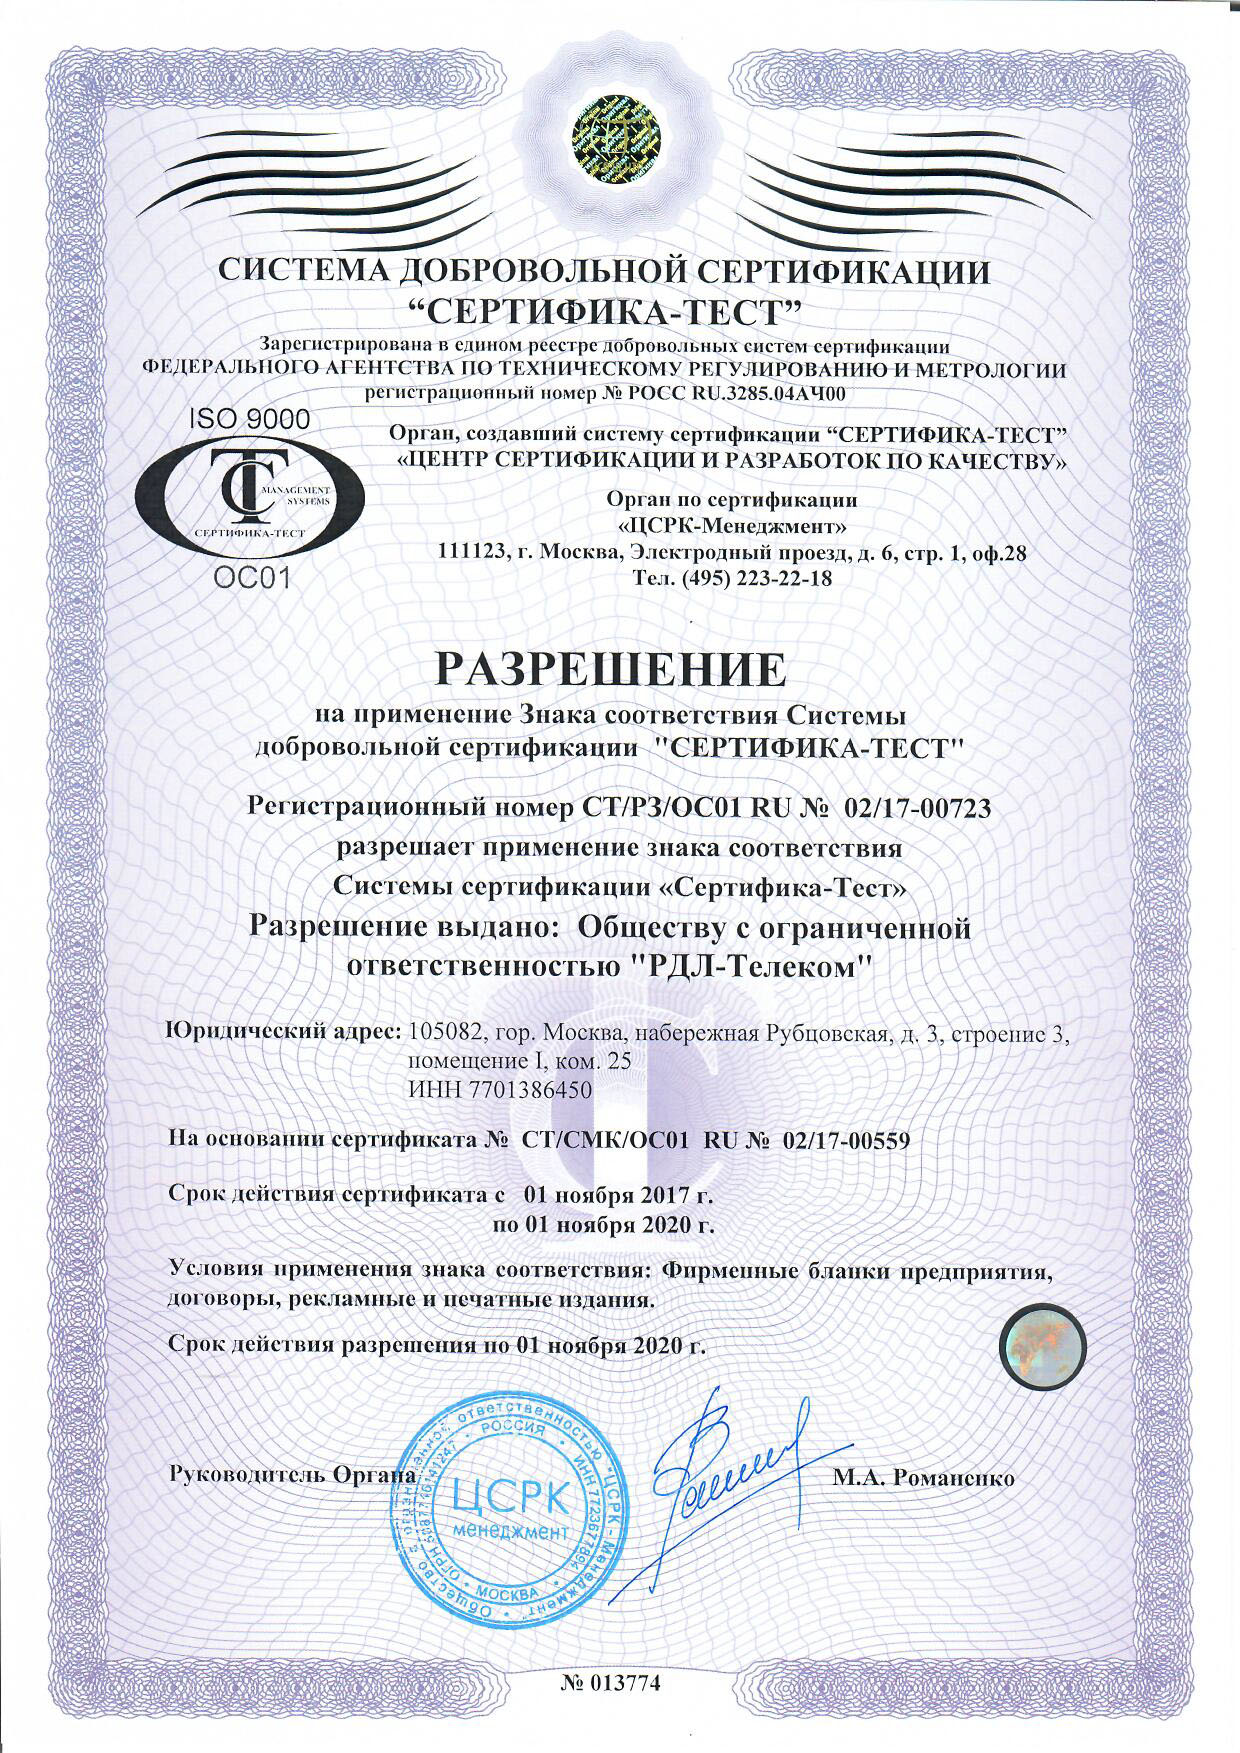 СИСТЕМА ДОБРОВОЛЬНОЙ СЕРТИФИКАЦИИ
“СЕРТИФИКА-ТЕСТ”
Зарегистрирована в едином реестре добровольных систем сертификации
ФЕДЕРАЛЬНОГО АГЕНТСТВА ПО ТЕХНИЧЕСКОМУ РЕГУЛИРОВАНИЮ И МЕТРОЛОГИИ
регистрационный номер № РОСС RU.3285.04АЧ00
ISO 9000
MANAGEMENT
SYSTEMS
СЕРТИФИКА-ТЕСТ
ОС01
Орган, создавший систему сертификации “СЕРТИФИКА-ТЕСТ”
«ЦЕНТР СЕРТИФИКАЦИИ И РАЗРАБОТОК ПО КАЧЕСТВУ»
Орган по сертификации
«ЦСРК-Менеджмент»
111123, г. Москва, Электродный проезд, д. 6, стр. 1, оф.28
Тел. (495) 223-22-18
РАЗРЕШЕНИЕ
на применение Знака соответствия Системы
добровольной сертификации "СЕРТИФИКА-ТЕСТ"
Регистрационный номер СТ/РЗ/ОС01 RU № 02/17-00723
разрешает применение знака соответствия
Системы сертификации «Сертифика-Тест»
Разрешение выдано: Обществу с ограниченной
ответственностью "РДЛ-Телеком"
Юридический адрес: 105082, гор. Москва, набережная Рубцовская, д. 3, строение 3,
помещение I, ком. 25
ИНН 7701386450
На основании сертификата № СТ/СМК/ОС01 RU № 02/17-00559
Срок действия сертификата с 01 ноября 2017 г.
по 01 ноября 2020 г.
Условия применения знака соответствия: Фирменные бланки предприятия,
договоры, рекламные и печатные издания.
Срок действия разрешения по 01 ноября 2020 г.
Руководитель Органа
М.А. Романенко
Общество с ограниченной ответственностью "ЦСРК - Менеджмент"
РОССИЯ • ИНН 7723677894
МОСКВА • ОГРН
ЦСРК
менеджмент
№ 013774